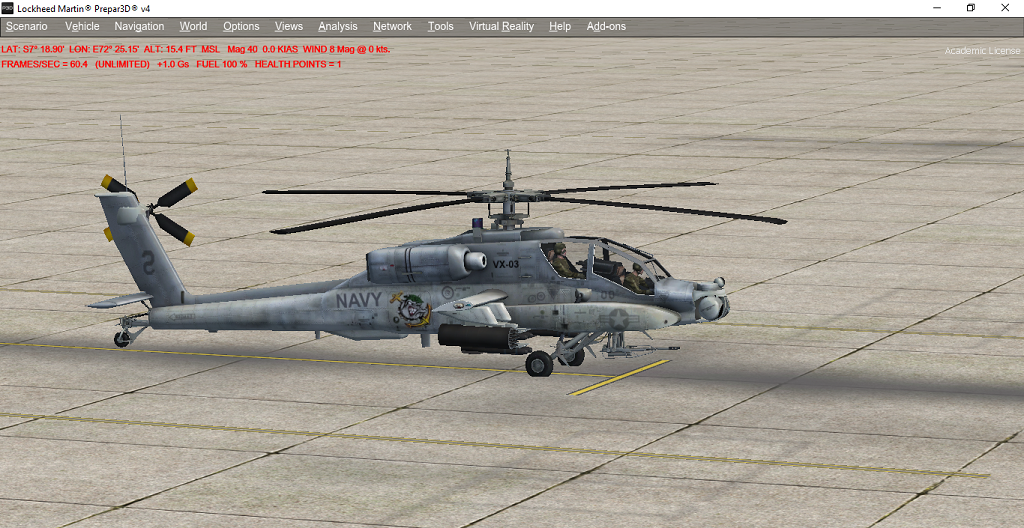 P3D Lockheed Martin® Prepar3D® v4
Scenario Vehicle Navigation World Options Views Analysis Network Tools Virtual Reality Help Add-ons
LAT: S7° 18.90' LON: E72° 25.15' ALT: 15.4 FT MSL Mag 40 0.0 KIAS WIND 8 Mag @ 0 kts.
Academic License
FRAMES/SEC = 60.4 (UNLIMITED) +1.0 Gs FUEL 100 % HEALTH POINTS = 1
S
VX-03
NAVY